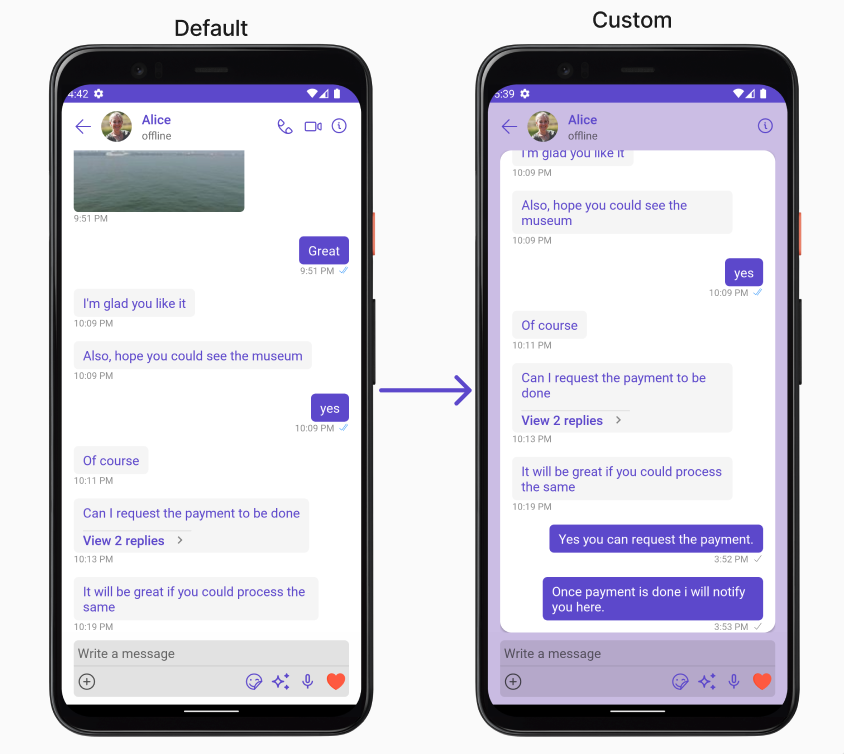 Default
4:42
Alice
offline
9:51 PM
Great
9:51 PM
I'm glad you like it
10:09 PM
Also, hope you could see the museum
10:09 PM
yes
10:09 PM
Of course
10:11 PM
Can I request the payment to be done
View 2 replies
10:13 PM
It will be great if you could process the
same
10:19 PM
Write a message
Custom
5:39
Alice
offline
I'm glad you like it
10:09 PM
Also, hope you could see the
museum
10:09 PM
yes
10:09 PM
Of course
10:11 PM
Can I request the payment to be
done
View 2 replies
10:13 PM
It will be great if you could process
the same
10:19 PM
Yes you can request the payment.
3:52 PM
Once payment is done i will notify
you here.
3:53 PM
Write a message